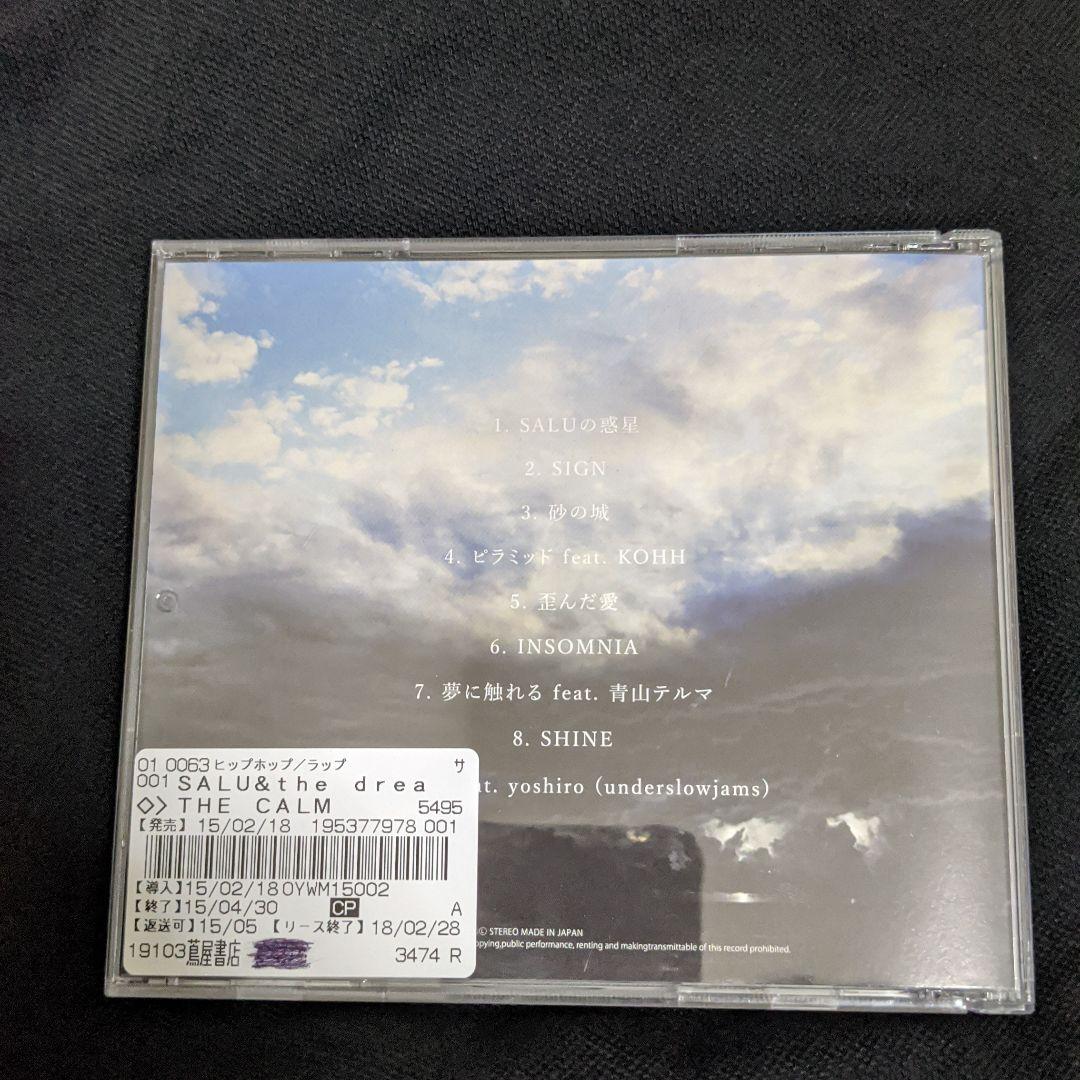 1. SALUの惑星
2. SIGN
3. 砂の城
4. ピラミッド feat. KOHH
5. 歪んだ愛
6. INSOMNIA
7. 夢に触れる feat. 青山テルマ
8. SHINE
yoshiro (underslowjams)
01 0063 ヒップホップ/ラップ サ
001 SALU&the drea
THE CALM 5495
【発売】 15/02/18 195377978 001
【導入】15/02/18 0YWM15002
【終了】15/04/30 CP A
【返送可】15/05 【リース終了】 18/02/28
19103 蔦屋書店 3474 R
Ⓒ STEREO MADE IN JAPAN
public performance, renting and makingtransmittable of this record prohibited.